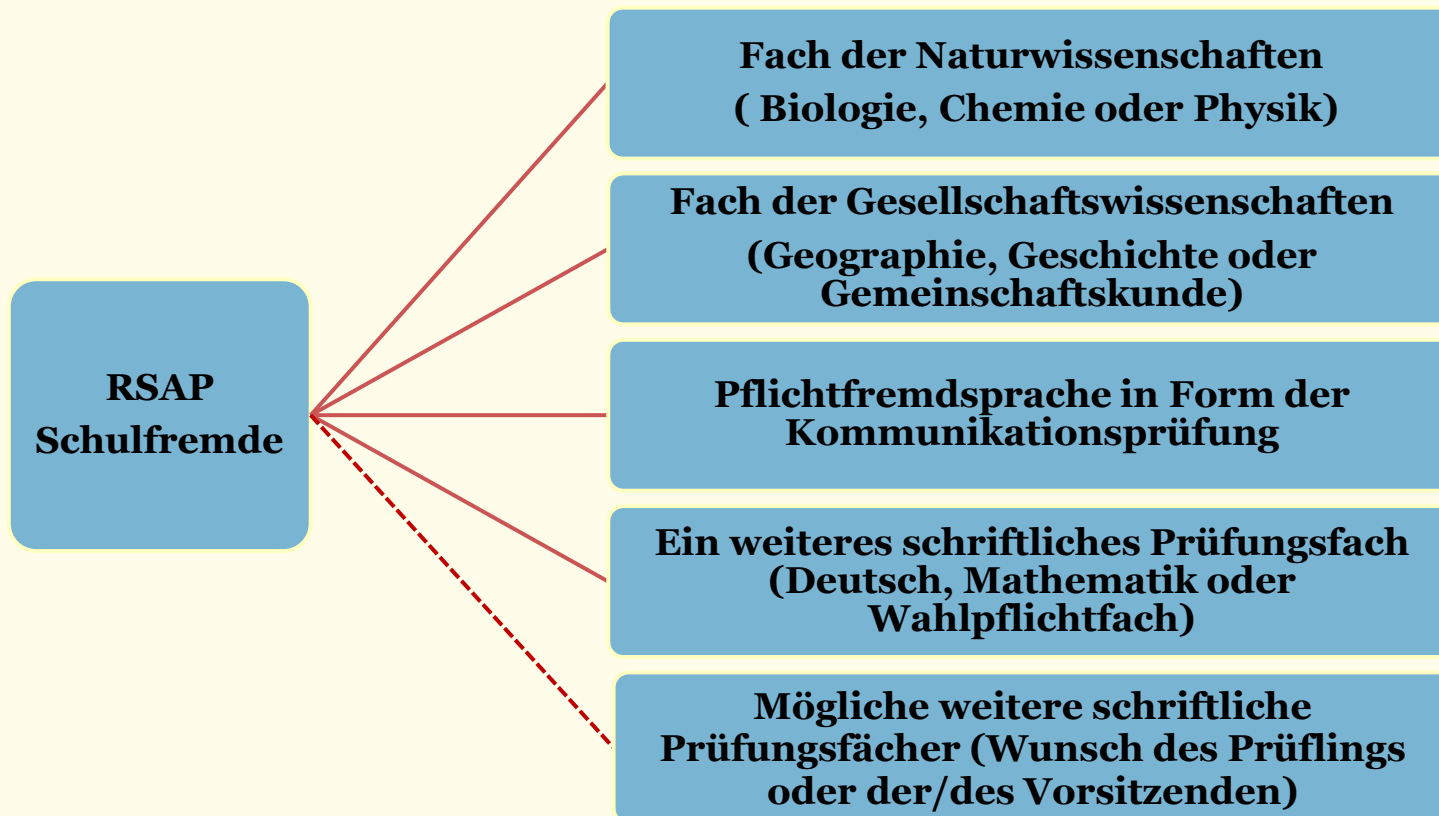 RSAP
Schulfremde
Fach der Naturwissenschaften
( Biologie, Chemie oder Physik)
Fach der Gesellschaftswissenschaften
(Geographie, Geschichte oder
Gemeinschaftskunde)
Pflichtfremdsprache in Form der
Kommunikationsprüfung
Ein weiteres schriftliches Prüfungsfach
(Deutsch, Mathematik oder
Wahlpflichtfach)
Mögliche weitere schriftliche
Prüfungsfächer (Wunsch des Prüflings
oder der/des Vorsitzenden)